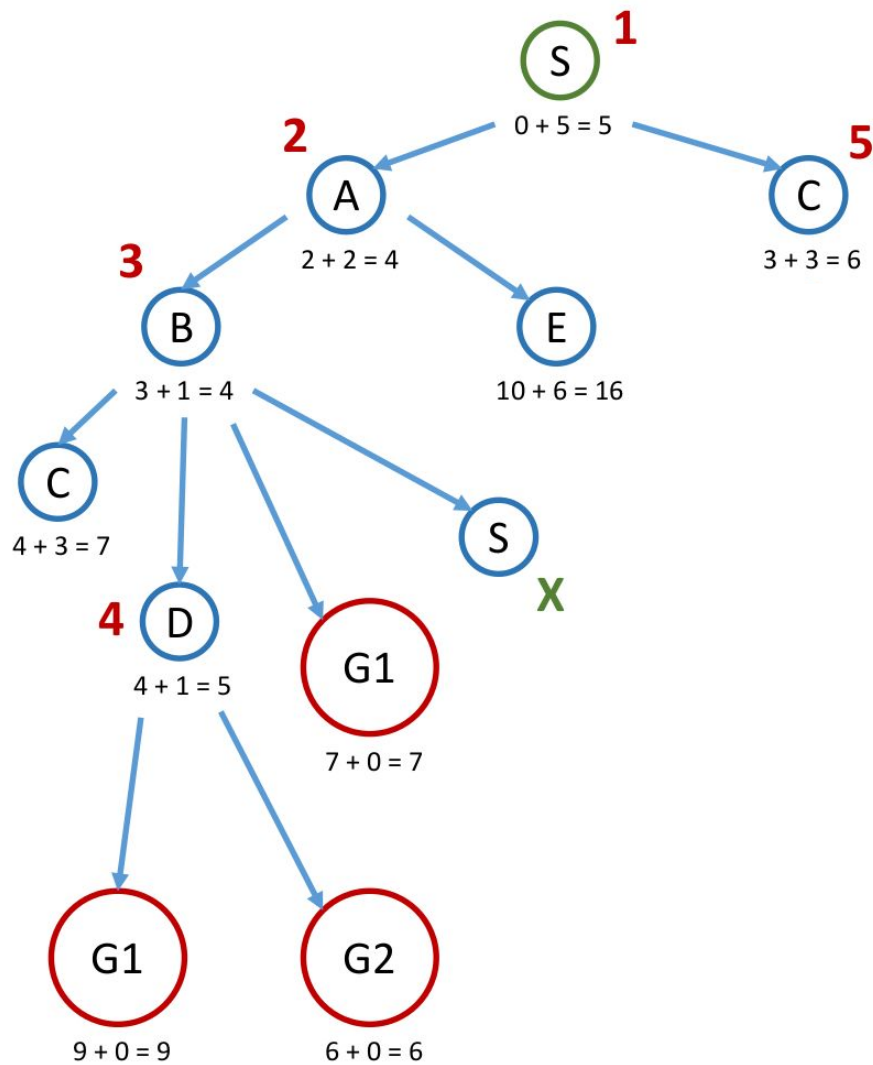 S 1
0 + 5 = 5
2
5
A
C
2 + 2 = 4
3 + 3 = 6
3
B
E
3 + 1 = 4
10 + 6 = 16
C
4 + 3 = 7
S
X
4
D
4 + 1 = 5
G1
7 + 0 = 7
G1
G2
9 + 0 = 9
6 + 0 = 6